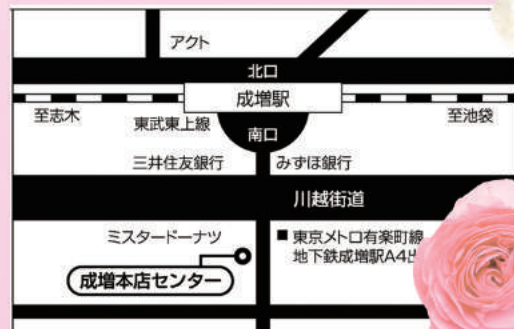 アクト
北口
成増駅
至志木
東武東上線
南口
至池袋
三井住友銀行
みずほ銀行
川越街道
ミスタードーナツ
■ 東京メトロ有楽町線
地下鉄成増駅A4出
成増本店センター